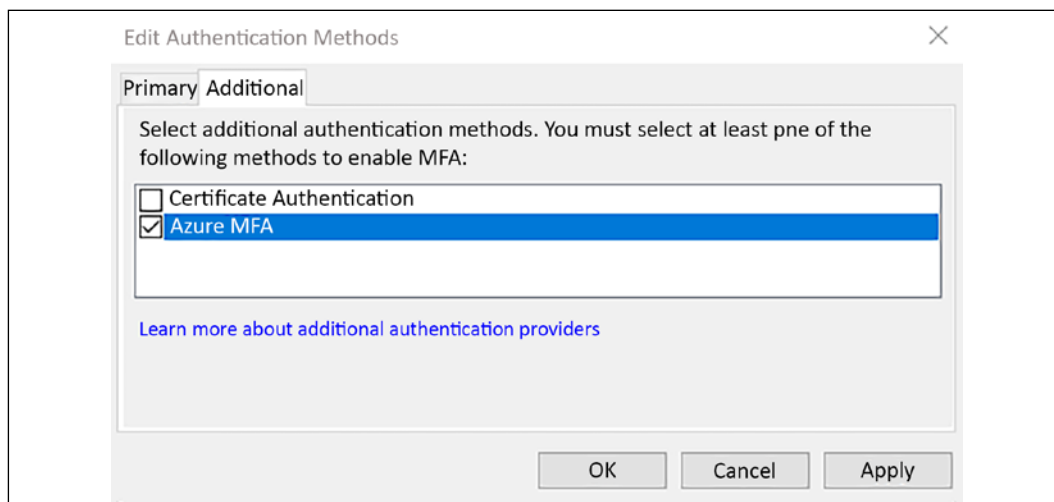 Edit Authentication Methods
Primary Additional
Select additional authentication methods. You must select at least pne of the
following methods to enable MFA:
Certificate Authentication
Azure MFA
Learn more about additional authentication providers
OK Cancel Apply